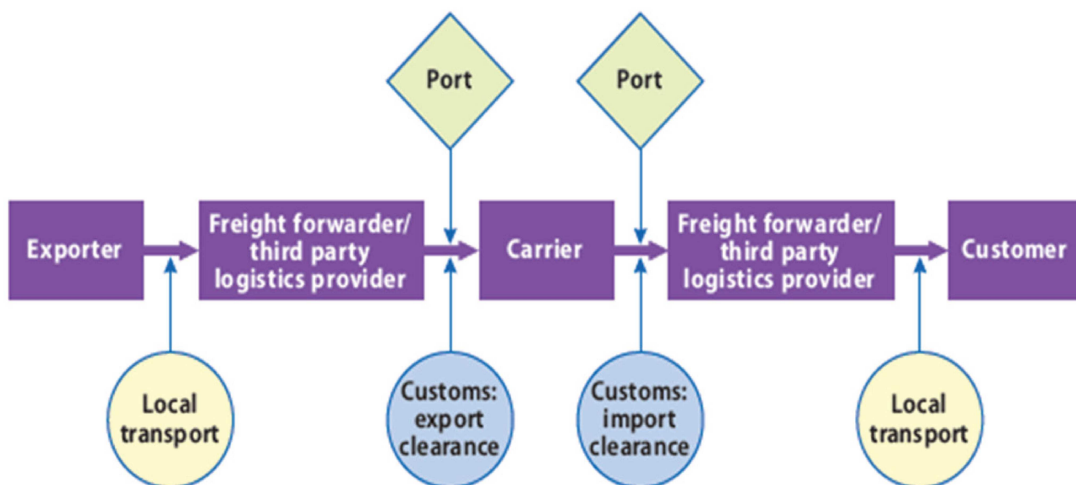 Port
Port
Exporter
Freight forwarder/
third party
logistics provider
Carrier
Freight forwarder/
third party
logistics provider
Customer
Local
transport
Customs:
export
clearance
Customs:
import
clearance
Local
transport